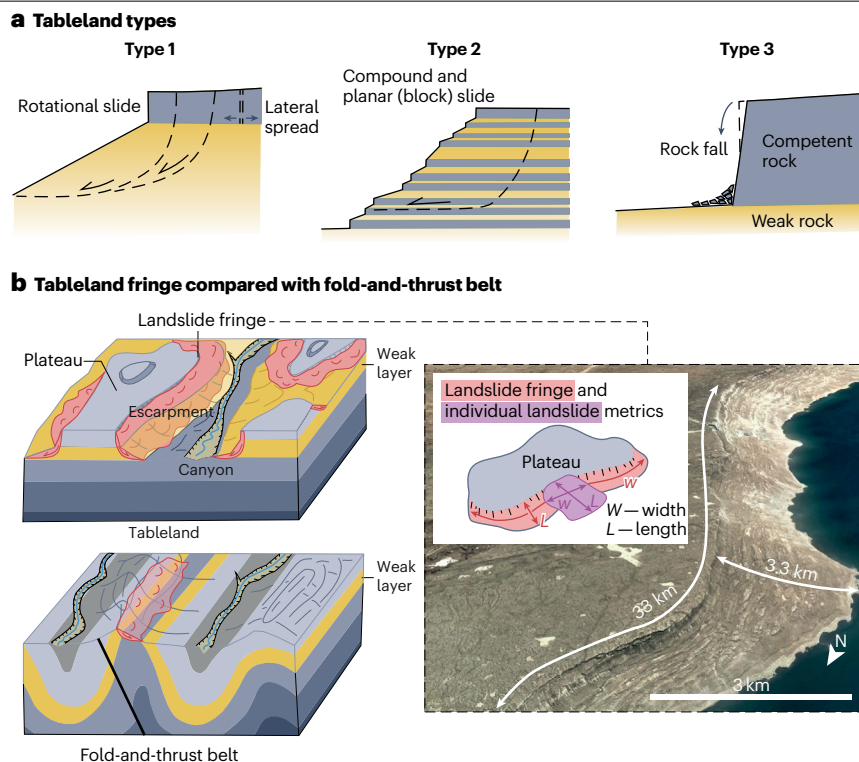 a Tableland types
Type 1
Type 2
Type 3
Rotational slide
Lateral
spread
Compound and
planar (block) slide
Rock fall
Competent
rock
Weak rock
b Tableland fringe compared with fold-and-thrust belt
Landslide fringe
Plateau
Weak
layer
Escarpment
Canyon
Tableland
Weak
layer
Fold-and-thrust belt
Landslide fringe and
individual landslide metrics
Plateau
w
w
L
L
W — width
L — length
33 km
3.3 km
N
3 km